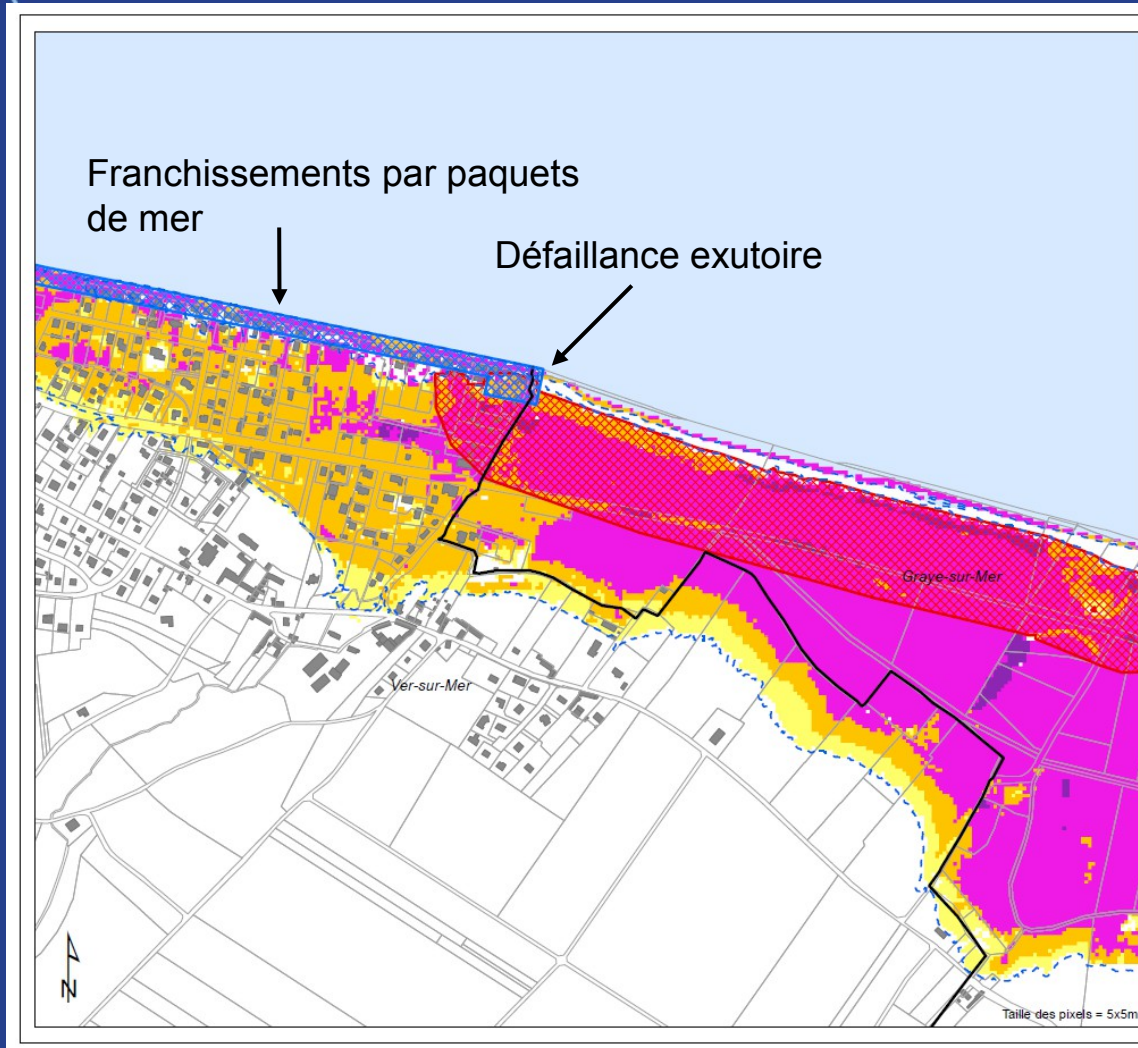 Franchissements par paquets
de mer
Défaillance exutoire
Graye-sur-Mer
Ver-sur-Mer
N
Taille des pixels = 5x5m